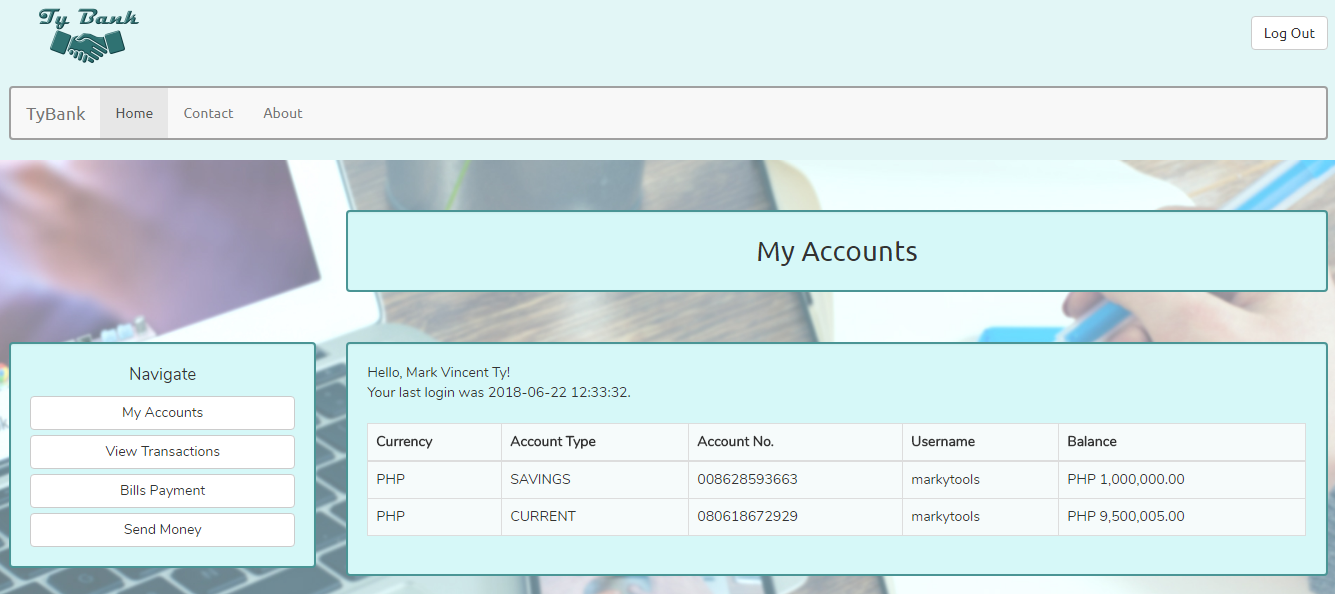 Ty Bank
Log Out
TyBank Home Contact About
My Accounts
Navigate
My Accounts
View Transactions
Bills Payment
Send Money
Hello, Mark Vincent Ty!
Your last login was 2018-06-22 12:33:32.
Currency Account Type Account No. Username Balance
PHP SAVINGS 008628593663 markytools PHP 1,000,000.00
PHP CURRENT 080618672929 markytools PHP 9,500,005.00